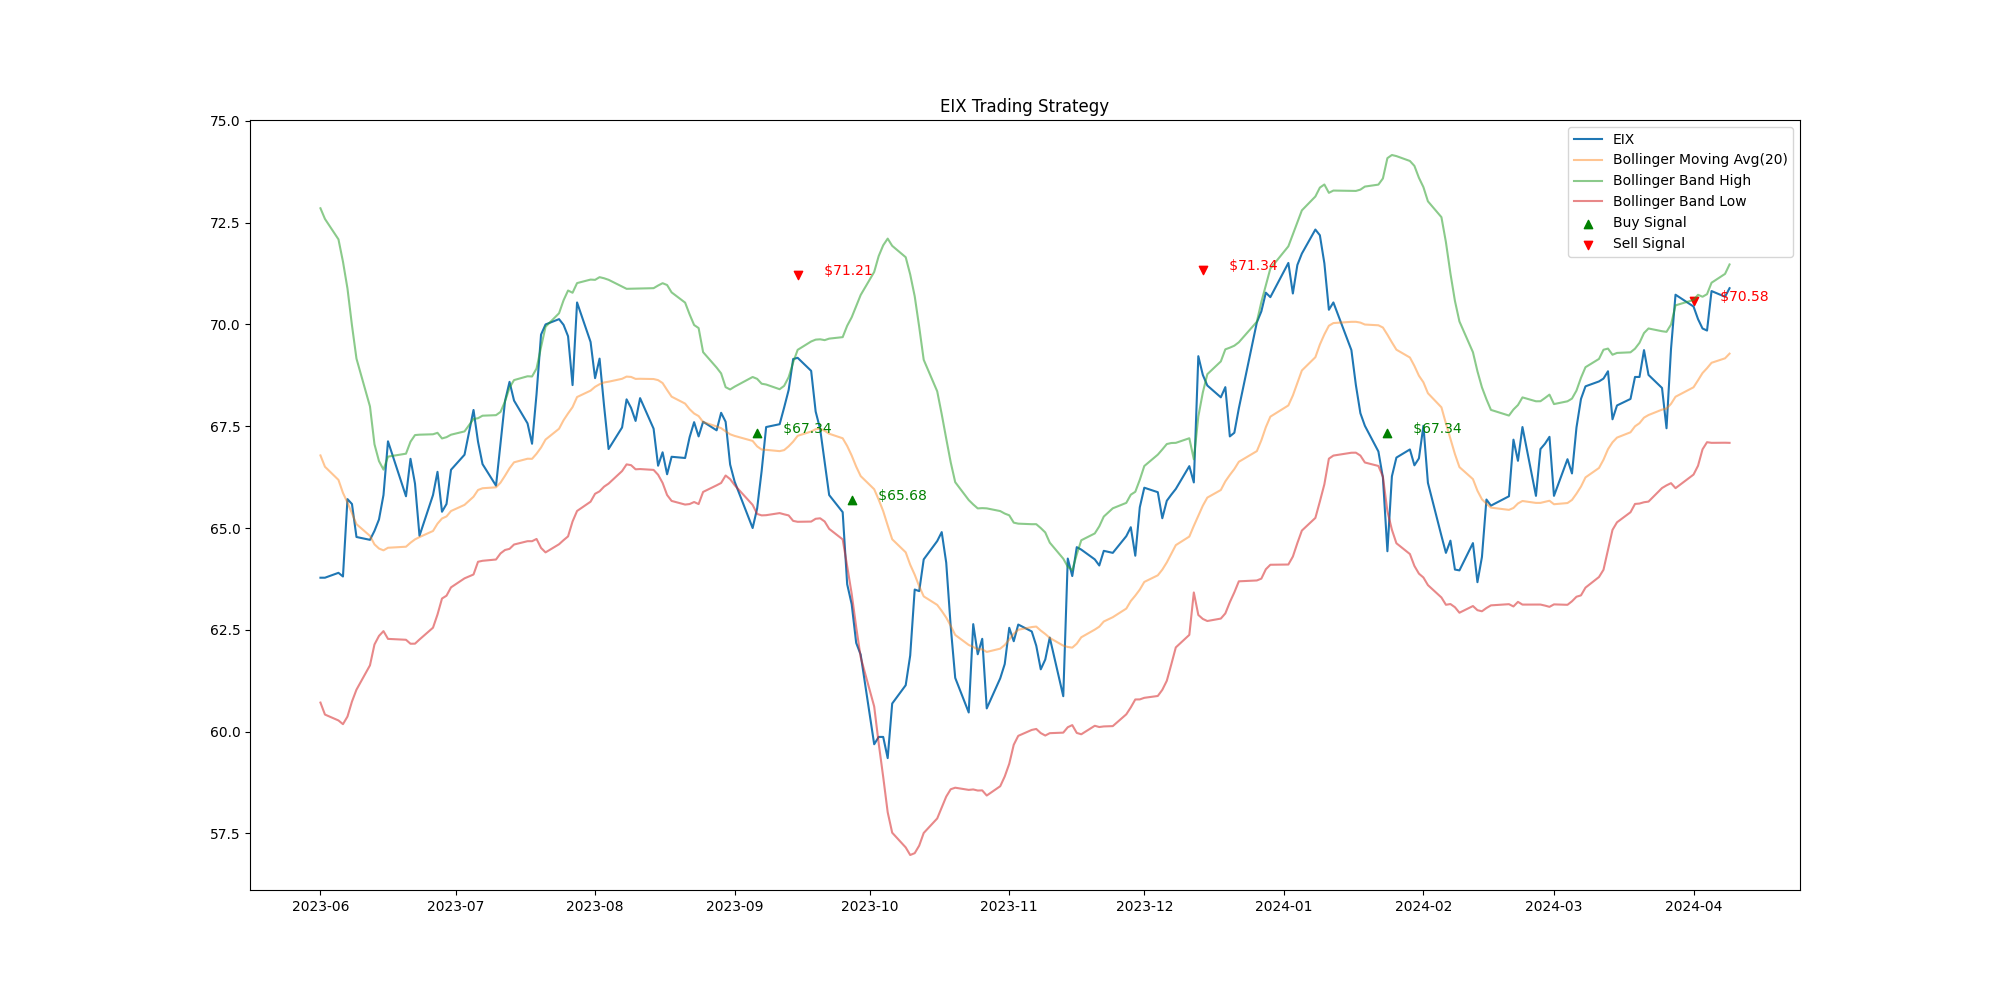 EIX Trading Strategy
75.0
72.5
70.0
67.5
65.0
62.5
60.0
57.5
EIX
Bollinger Moving Avg(20)
Bollinger Band High
Bollinger Band Low
Buy Signal
Sell Signal
$67.34
$71.21
$65.68
$71.34
$67.34
$70.58
2023-06 2023-07 2023-08 2023-09 2023-10 2023-11 2023-12 2024-01 2024-02 2024-03 2024-04